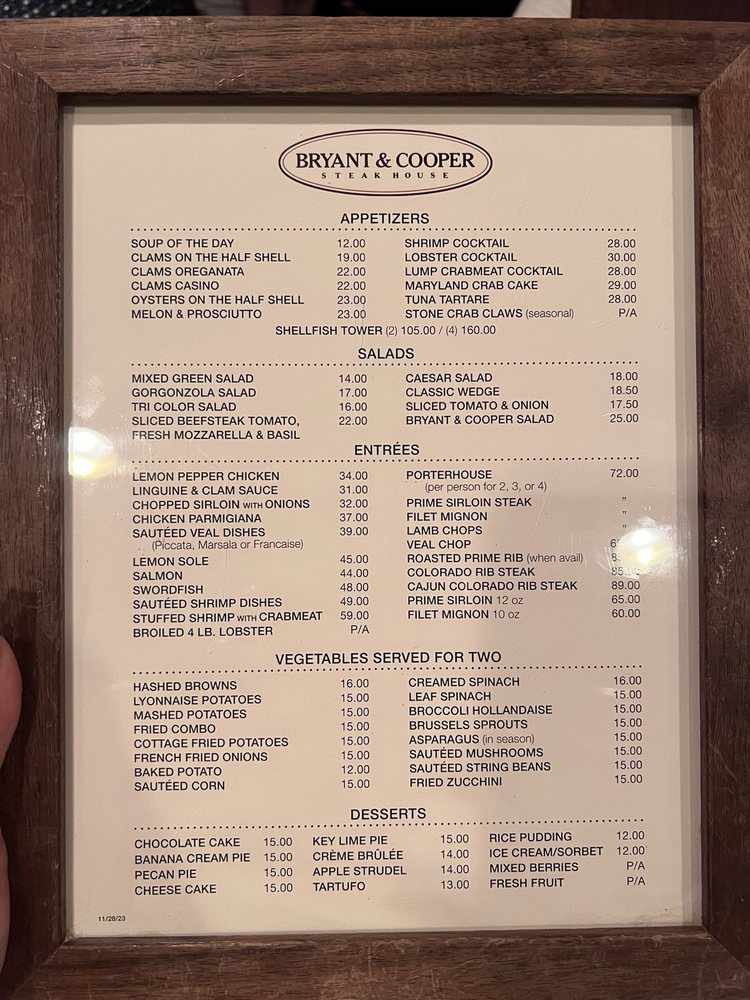 BRYANT & COOPER
STEAK HOUSE
APPETIZERS
SOUP OF THE DAY 12.00
CLAMS ON THE HALF SHELL 19.00
CLAMS OREGANATA 22.00
CLAMS CASINO 22.00
OYSTERS ON THE HALF SHELL 23.00
MELON & PROSCIUTTO 23.00
SHRIMP COCKTAIL 28.00
LOBSTER COCKTAIL 30.00
LUMP CRABMEAT COCKTAIL 28.00
MARYLAND CRAB CAKE 29.00
TUNA TARTARE 28.00
STONE CRAB CLAWS (seasonal) P/A
SHELLFISH TOWER (2) 105.00 / (4) 160.00
SALADS
MIXED GREEN SALAD 14.00
GORGONZOLA SALAD 17.00
TRI COLOR SALAD 16.00
SLICED BEEFSTEAK TOMATO, 22.00
FRESH MOZZARELLA & BASIL
CAESAR SALAD 18.00
CLASSIC WEDGE 18.50
SLICED TOMATO & ONION 17.50
BRYANT & COOPER SALAD 25.00
ENTRÉES
LEMON PEPPER CHICKEN 34.00
LINGUINE & CLAM SAUCE 31.00
CHOPPED SIRLOIN WITH ONIONS 32.00
CHICKEN PARMIGIANA 37.00
SAUTÉED VEAL DISHES 39.00
(Piccata, Marsala or Francaise)
LEMON SOLE 45.00
SALMON 44.00
SWORDFISH 48.00
SAUTÉED SHRIMP DISHES 49.00
STUFFED SHRIMP WITH CRABMEAT 59.00
BROILED 4 LB. LOBSTER P/A
PORTERHOUSE 72.00
(per person for 2, 3, or 4)
PRIME SIRLOIN STEAK "
FILET MIGNON "
LAMB CHOPS "
VEAL CHOP
ROASTED PRIME RIB (when avail)
COLORADO RIB STEAK
CAJUN COLORADO RIB STEAK 89.00
PRIME SIRLOIN 12 oz 65.00
FILET MIGNON 10 oz 60.00
VEGETABLES SERVED FOR TWO
HASHED BROWNS 16.00
LYONNAISE POTATOES 15.00
MASHED POTATOES 15.00
FRIED COMBO 15.00
COTTAGE FRIED POTATOES 15.00
FRENCH FRIED ONIONS 15.00
BAKED POTATO 12.00
SAUTÉED CORN 15.00
CREAMED SPINACH 16.00
LEAF SPINACH 15.00
BROCCOLI HOLLANDAISE 15.00
BRUSSELS SPROUTS 15.00
ASPARAGUS (in season) 15.00
SAUTÉED MUSHROOMS 15.00
SAUTÉED STRING BEANS 15.00
FRIED ZUCCHINI 15.00
DESSERTS
CHOCOLATE CAKE 15.00
BANANA CREAM PIE 15.00
PECAN PIE 15.00
CHEESE CAKE 15.00
KEY LIME PIE 15.00
CRÈME BRÛLÉE 14.00
APPLE STRUDEL 14.00
TARTUFO 13.00
RICE PUDDING 12.00
ICE CREAM/SORBET 12.00
MIXED BERRIES P/A
FRESH FRUIT P/A
11/28/23